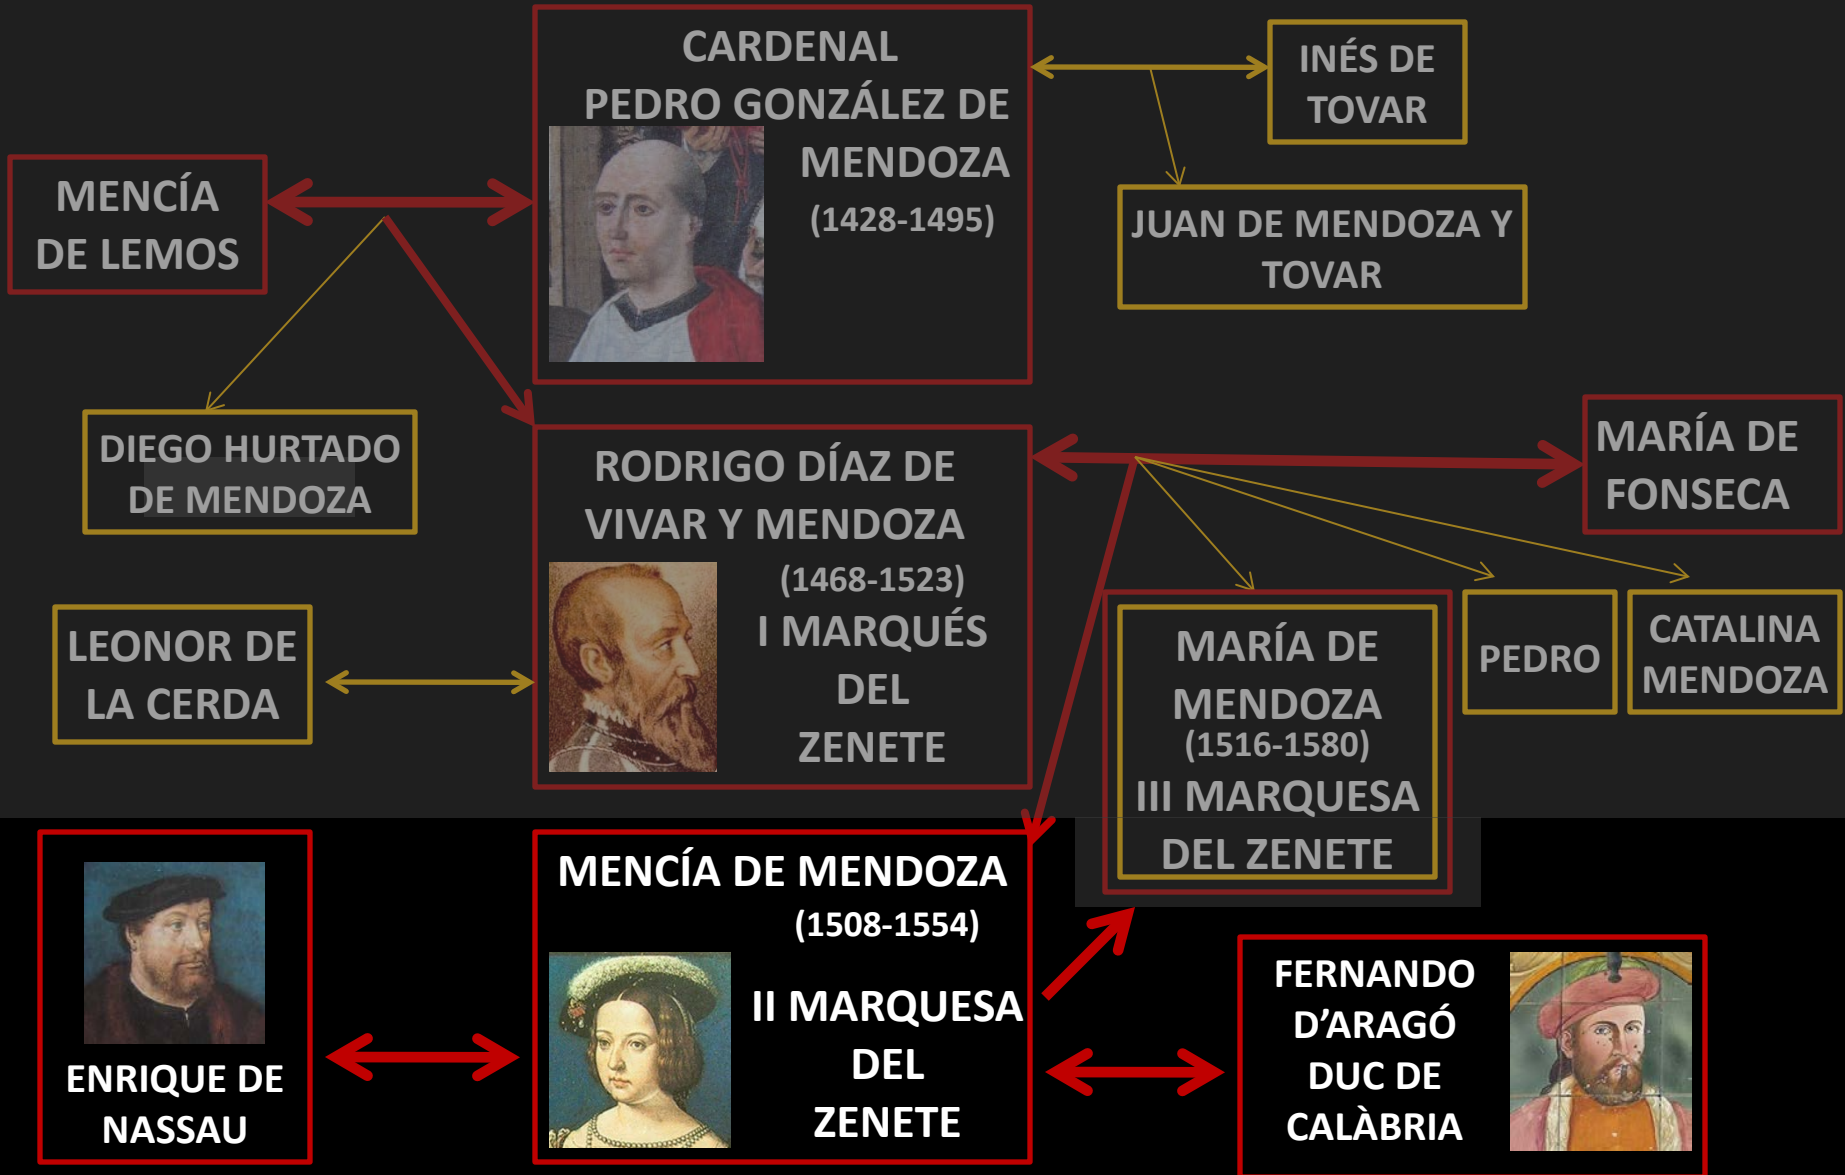 CARDENAL
PEDRO GONZÁLEZ DE
MENDOZA
(1428-1495)
INÉS DE
TOVAR
MENCÍA
DE LEMOS
JUAN DE MENDOZA Y
TOVAR
DIEGO HURTADO
DE MENDOZA
RODRIGO DÍAZ DE
VIVAR Y MENDOZA
(1468-1523)
I MARQUÉS
DEL
ZENETE
MARÍA DE
FONSECA
LEONOR DE
LA CERDA
MARÍA DE
MENDOZA
(1516-1580)
III MARQUESA
DEL ZENETE
PEDRO
CATALINA
MENDOZA
ENRIQUE DE
NASSAU
MENCÍA DE MENDOZA
(1508-1554)
II MARQUESA
DEL
ZENETE
FERNANDO
D’ARAGÓ
DUC DE
CALÀBRIA